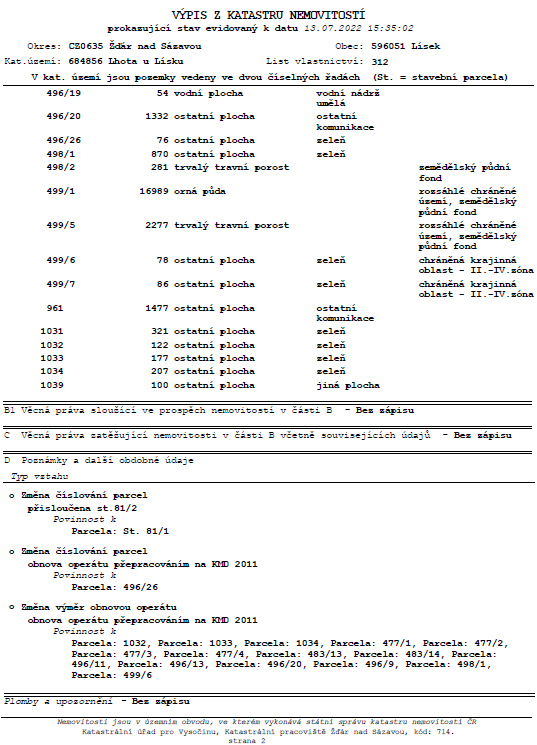 VÝPIS Z KATASTRU NEMOVITOSTÍ
prokazující stav evidovaný k datu 13.07.2022 15:35:02
Okres: CZ0635 Žďár nad Sázavou Obec: 596051 Lísek
Kat.území: 684856 Lhota u Lísku List vlastnictví: 312
V kat. území jsou pozemky vedeny ve dvou číselných řadách (St. = stavební parcela)
496/19 54 vodní plocha vodní nádrž
umělá
496/20 1332 ostatní plocha ostatní
komunikace
496/26 76 ostatní plocha zeleň
498/1 870 ostatní plocha zeleň
498/2 281 trvalý travní porost zemědělský půdní
fond
499/1 16989 orná půda rozsáhlé chráněné
území, zemědělský
půdní fond
499/5 2277 trvalý travní porost rozsáhlé chráněné
území, zemědělský
půdní fond
499/6 78 ostatní plocha zeleň chráněná krajinná
oblast - II.-IV.zóna
499/7 86 ostatní plocha zeleň chráněná krajinná
oblast - II.-IV.zóna
961 1477 ostatní plocha ostatní
komunikace
1031 321 ostatní plocha zeleň
1032 122 ostatní plocha zeleň
1033 177 ostatní plocha zeleň
1034 207 ostatní plocha zeleň
1039 100 ostatní plocha jiná plocha
B1 Věcná práva sloužící ve prospěch nemovitostí v části B - Bez zápisu
C Věcná práva zatěžující nemovitosti v části B včetně souvisejících údajů - Bez zápisu
D Poznámky a další obdobné údaje
Typ vztahu
o Změna číslování parcel
přisloučena st.81/2
Povinnost k
Parcela: St. 81/1
o Změna číslování parcel
obnova operátu přepracováním na KMD 2011
Povinnost k
Parcela: 496/26
o Změna výměr obnovou operátu
obnova operátu přepracováním na KMD 2011
Povinnost k
Parcela: 1032, Parcela: 1033, Parcela: 1034, Parcela: 477/1, Parcela: 477/2,
Parcela: 477/3, Parcela: 477/4, Parcela: 483/13, Parcela: 483/14, Parcela:
496/11, Parcela: 496/13, Parcela: 496/20, Parcela: 496/9, Parcela: 498/1,
Parcela: 499/6
Plomby a upozornění - Bez zápisu
Nemovitosti jsou v územním obvodu, ve kterém vykonává státní správu katastru nemovitostí ČR
Katastrální úřad pro Vysočinu, Katastrální pracoviště Žďár nad Sázavou, kód: 714.
strana 2